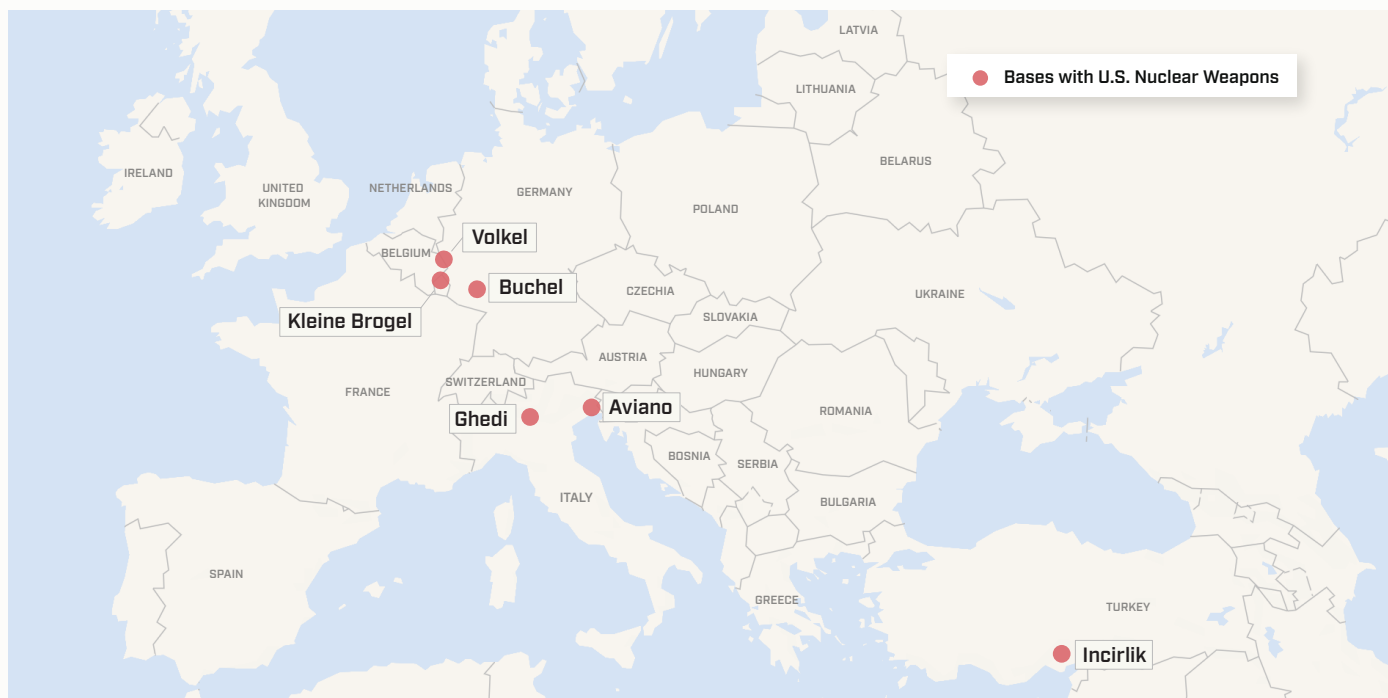 LATVIA
Bases with U.S. Nuclear Weapons
LITHUANIA
BELARUS
IRELAND
UNITED
KINGDOM
NETHERLANDS
GERMANY
POLAND
Volkel
BELGIUM
Buchel
CZECHIA
UKRAINE
Kleine Brogel
SLOVAKIA
AUSTRIA
HUNGARY
SWITZERLAND
FRANCE
Ghedi
Aviano
ROMANIA
BOSNIA
SERBIA
ITALY
BULGARIA
SPAIN
GREECE
TURKEY
Incirlik